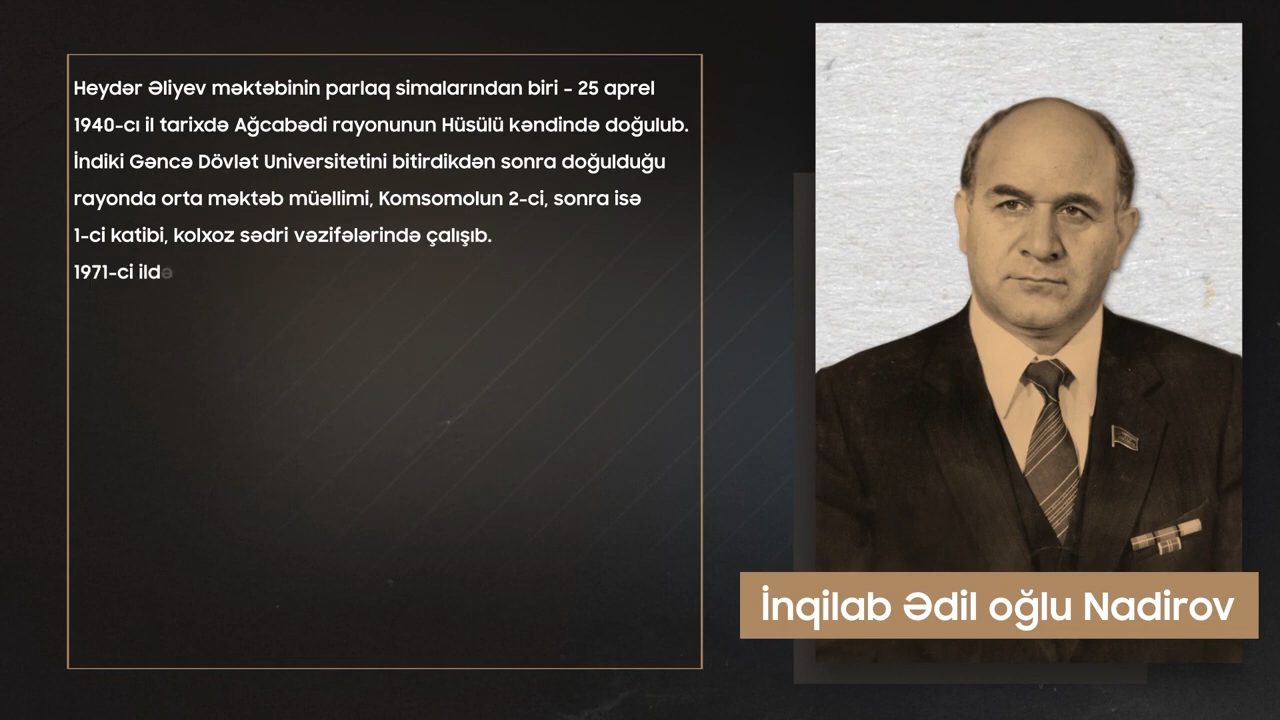 Heydər Əliyev məktəbinin parlaq simalarından biri - 25 aprel
1940-cı il tarixdə Ağcabədi rayonunun Hüsülü kəndində doğulub.
İndiki Gəncə Dövlət Universitetini bitirdikdən sonra doğulduğu
rayonda orta məktəb müəllimi, Komsomolun 2-ci, sonra isə
1-ci katibi, kolxoz sədri vəzifələrində çalışıb.
1971-ci ildə
İnqilab Ədil oğlu Nadirov